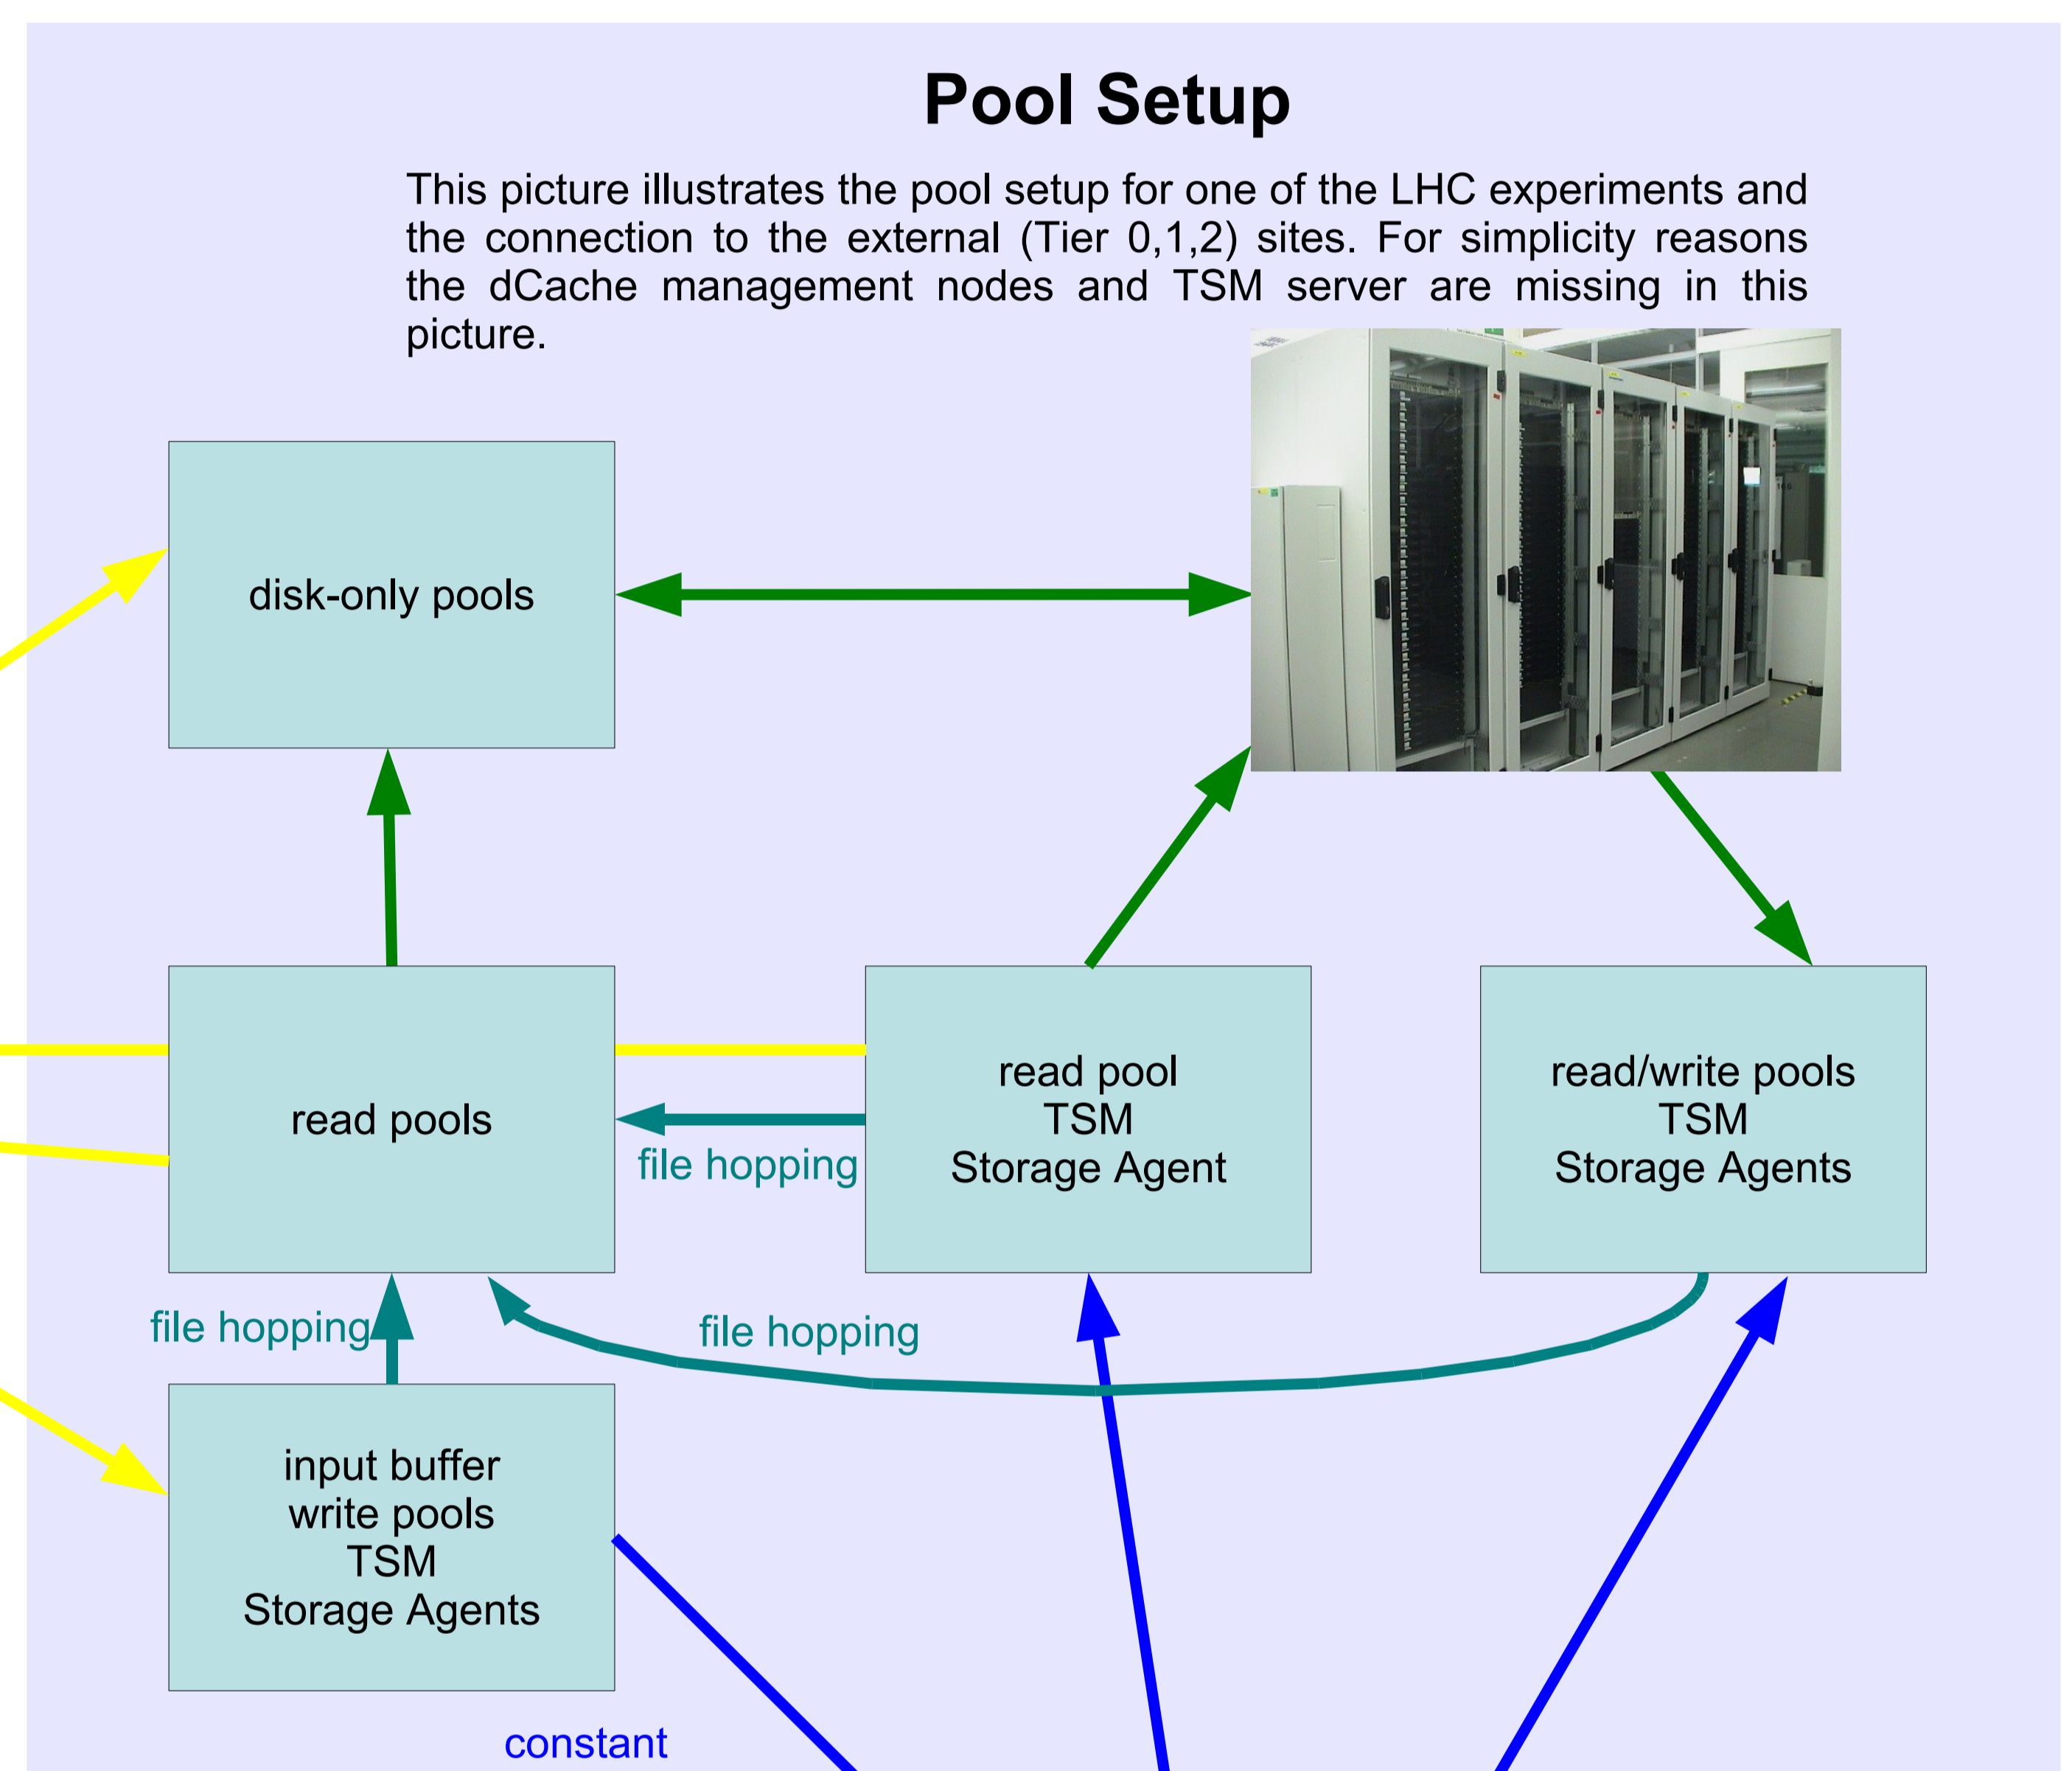 Pool Setup
This picture illustrates the pool setup for one of the LHC experiments and
the connection to the external (Tier 0,1,2) sites. For simplicity reasons
the dCache management nodes and TSM server are missing in this
picture.
disk-only pools
read pools
file hopping
read pool
TSM
Storage Agent
read/write pools
TSM
Storage Agents
file hopping
file hopping
input buffer
write pools
TSM
Storage Agents
constant